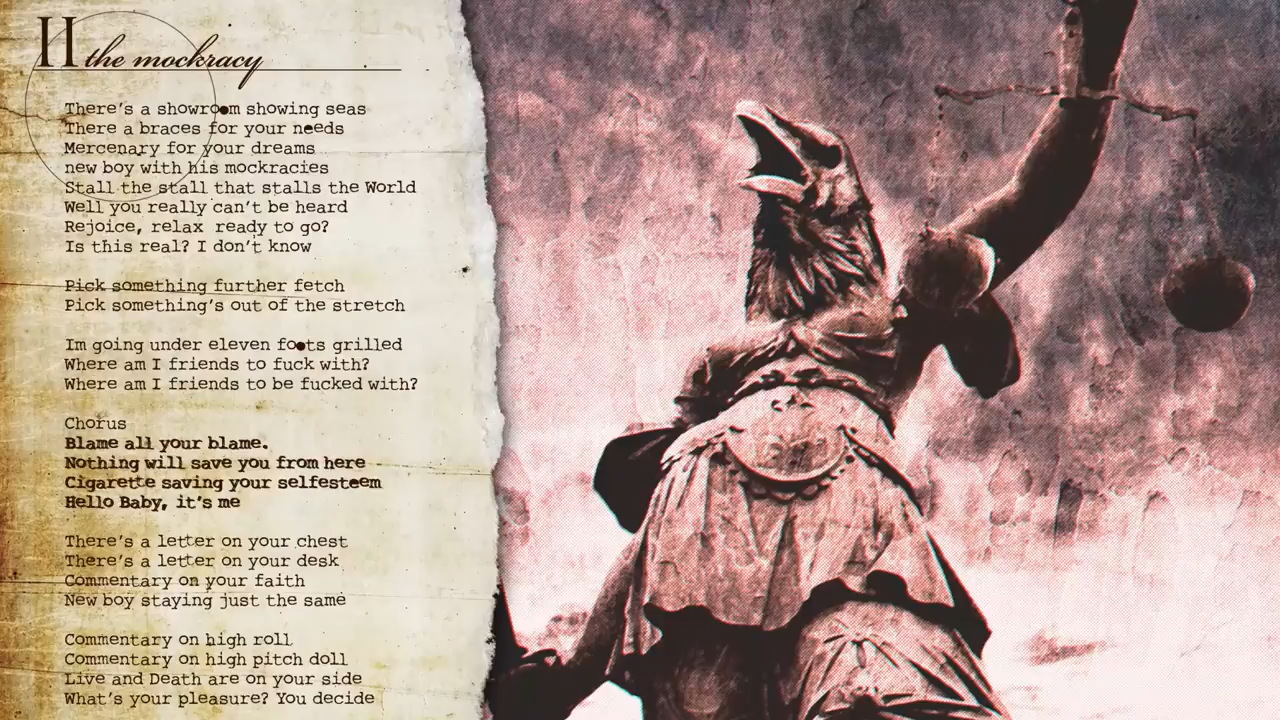 II the mockracy
There's a showroom showing seas
There a braces for your needs
Mercenary for your dreams
new boy with his mockracies
Stall the stall that stalls the World
Well you really can't be heard
Rejoice, relax ready to go?
Is this real? I don't know
Pick something further fetch
Pick something's out of the stretch
Im going under eleven foots grilled
Where am I friends to fuck with?
Where am I friends to be fucked with?
Chorus
Blame all your blame.
Nothing will save you from here
Cigarette saving your selfesteem
Hello Baby, it's me
There's a letter on your chest
There's a letter on your desk
Commentary on your faith
New boy staying just the same
Commentary on high roll
Commentary on high pitch doll
Live and Death are on your side
What's your pleasure? You decide